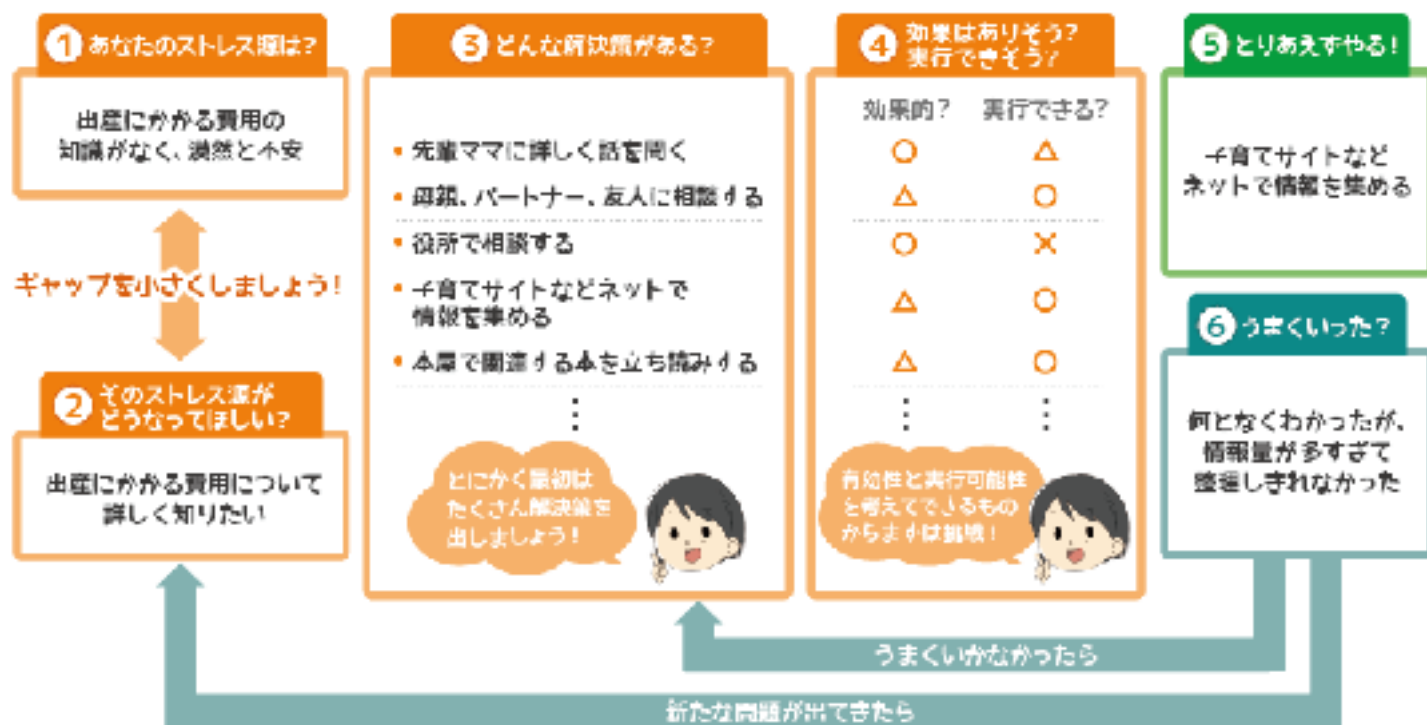 1 あなたのストレス源は?
出産にかかる費用の
知識がなく、漠然と不安
ギャップを小さくしましょう!
2 そのストレス源が
どうなってほしい?
出産にかかる費用について
詳しく知りたい
3 どんな解決策がある?
• 先輩ママに詳しく話を聞く
• 母親、パートナー、友人に相談する
• 役所で相談する
• 子育てサイトなどネットで
情報を集める
• 本屋で関連する本を立ち読みする
⋮
とにかく最初は
たくさん解決策を
出しましょう!
4 効果はありそう?
実行できそう?
効果的? 実行できる?
○ △
△ ○
○ ×
△ ○
△ ○
⋮ ⋮
有効性と実行可能性
を考えてできるもの
からまずは挑戦!
5 とりあえずやる!
子育てサイトなど
ネットで情報を集める
6 うまくいった?
何となくわかったが、
情報量が多すぎて
整理しきれなかった
うまくいかなかったら
新たな問題が出てきたら